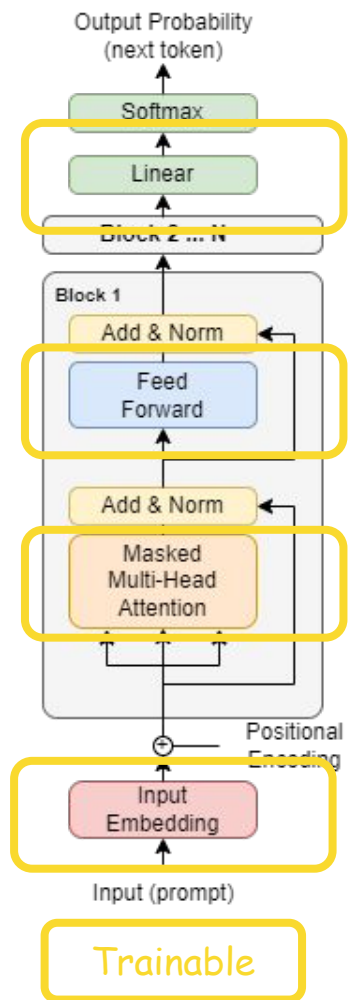 Output Probability
(next token)
Softmax
Linear
Block 2 ... N
Block 1
Add & Norm
Feed
Forward
Add & Norm
Masked
Multi-Head
Attention
+
Positional
Encoding
Input
Embedding
Input (prompt)
Trainable